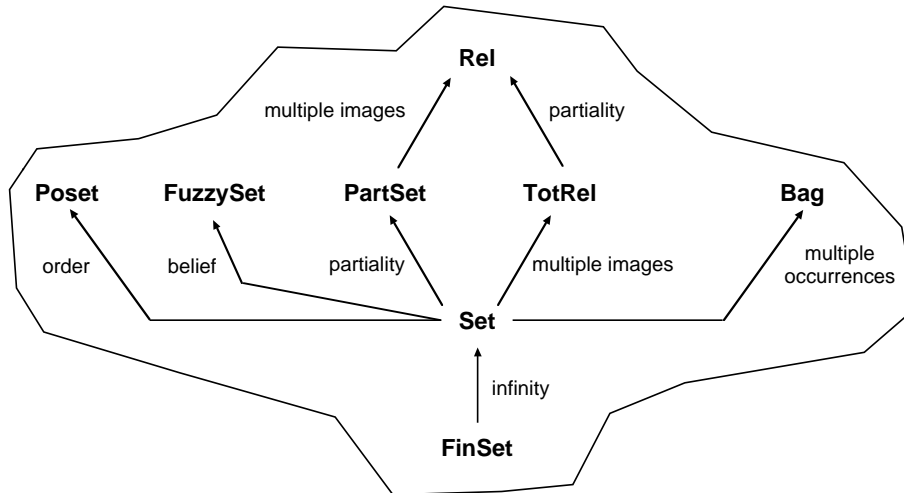 Rel
multiple images
partiality
Poset
FuzzySet
PartSet
TotRel
Bag
order
belief
partiality
multiple images
multiple
occurrences
Set
infinity
FinSet